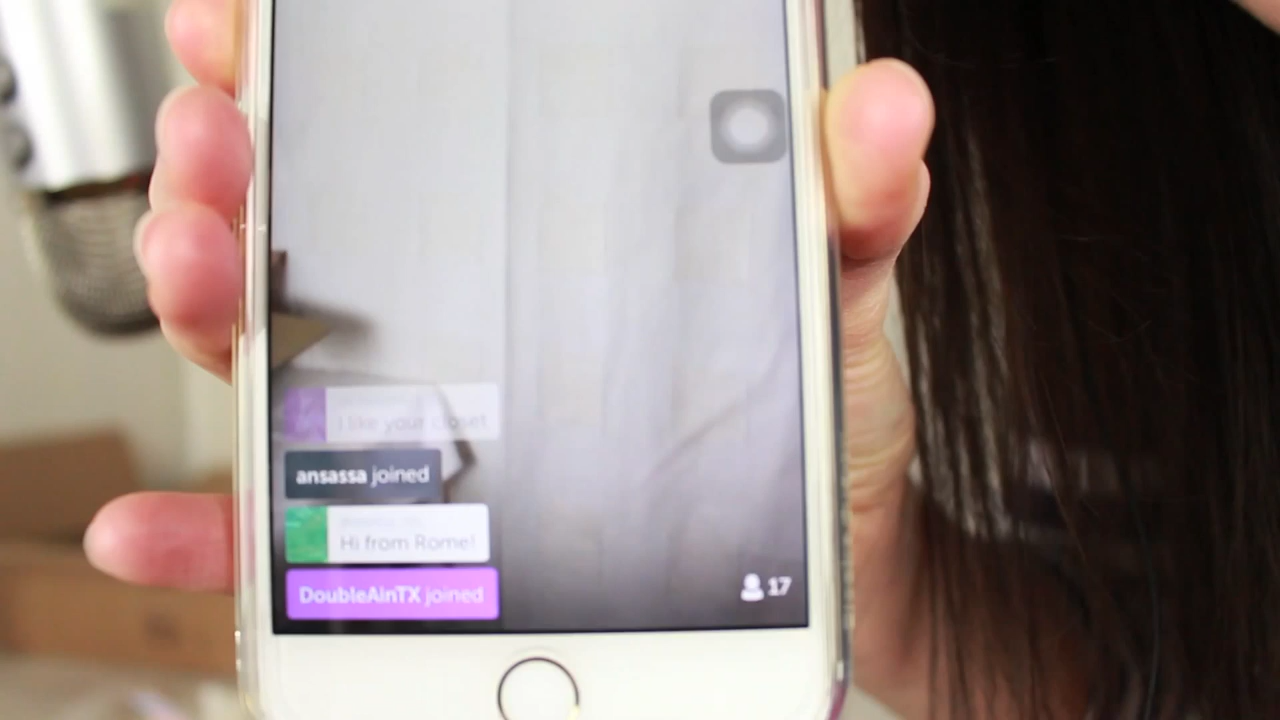 I like your closet
ansassa joined
Hi from Rome!
DoubleAinTX joined
17